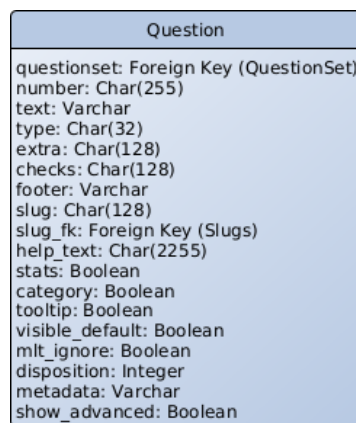 Question
questionset: Foreign Key (QuestionSet)
number: Char(255)
text: Varchar
type: Char(32)
extra: Char(128)
checks: Char(128)
footer: Varchar
slug: Char(128)
slug_fk: Foreign Key (Slugs)
help_text: Char(2255)
stats: Boolean
category: Boolean
tooltip: Boolean
visible_default: Boolean
mlt_ignore: Boolean
disposition: Integer
metadata: Varchar
show_advanced: Boolean